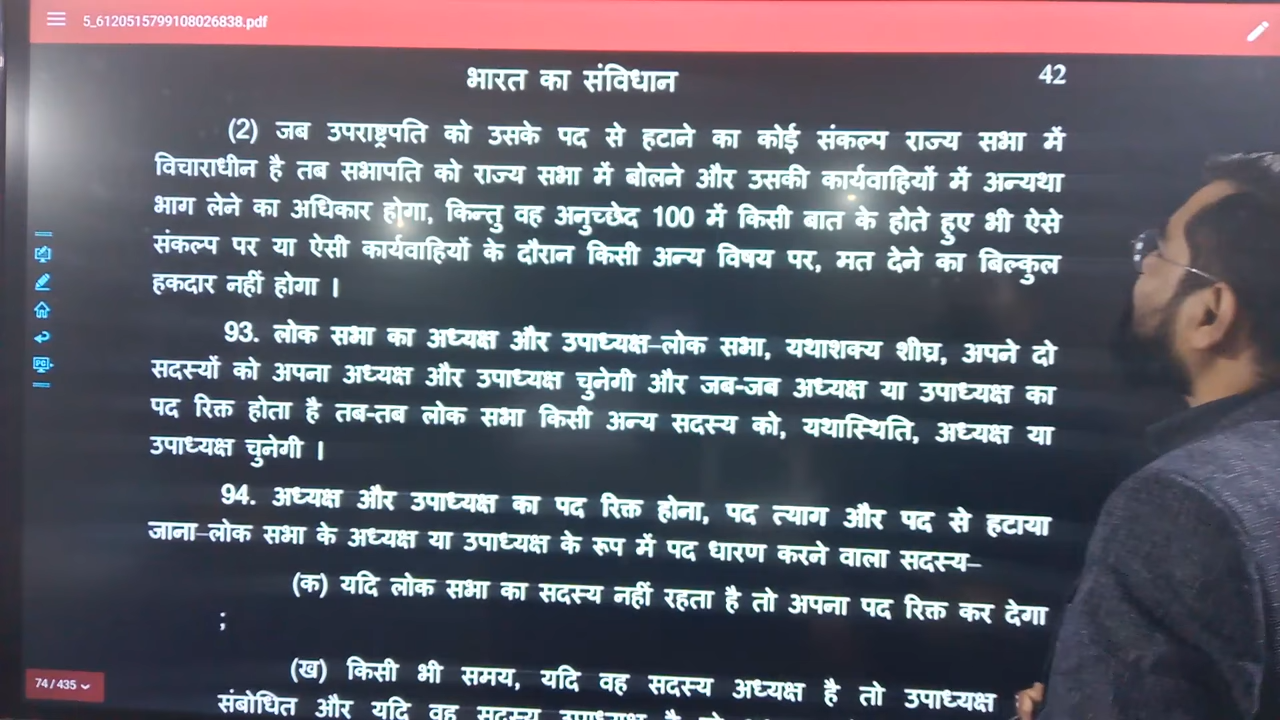 5_6120515799108026838.pdf
भारत का संविधान
42
(2) जब उपराष्ट्रपति को उसके पद से हटाने का कोई संकल्प राज्य सभा में
विचाराधीन है तब सभापति को राज्य सभा में बोलने और उसकी कार्यवाहियों में अन्यथा
भाग लेने का अधिकार होगा, किन्तु वह अनुच्छेद 100 में किसी बात के होते हुए भी ऐसे
संकल्प पर या ऐसी कार्यवाहियों के दौरान किसी अन्य विषय पर, मत देने का बिल्कुल
हकदार नहीं होगा ।
93. लोक सभा का अध्यक्ष और उपाध्यक्ष–लोक सभा, यथाशक्य शीघ्र, अपने दो
सदस्यों को अपना अध्यक्ष और उपाध्यक्ष चुनेगी और जब-जब अध्यक्ष या उपाध्यक्ष का
पद रिक्त होता है तब-तब लोक सभा किसी अन्य सदस्य को, यथास्थिति, अध्यक्ष या
उपाध्यक्ष चुनेगी ।
94. अध्यक्ष और उपाध्यक्ष का पद रिक्त होना, पद त्याग और पद से हटाया
जाना–लोक सभा के अध्यक्ष या उपाध्यक्ष के रूप में पद धारण करने वाला सदस्य–
(क) यदि लोक सभा का सदस्य नहीं रहता है तो अपना पद रिक्त कर देगा
;
(ख) किसी भी समय, यदि वह सदस्य अध्यक्ष है तो उपाध्यक्ष
संबोधित और यदि वह सदस्य
74 / 435